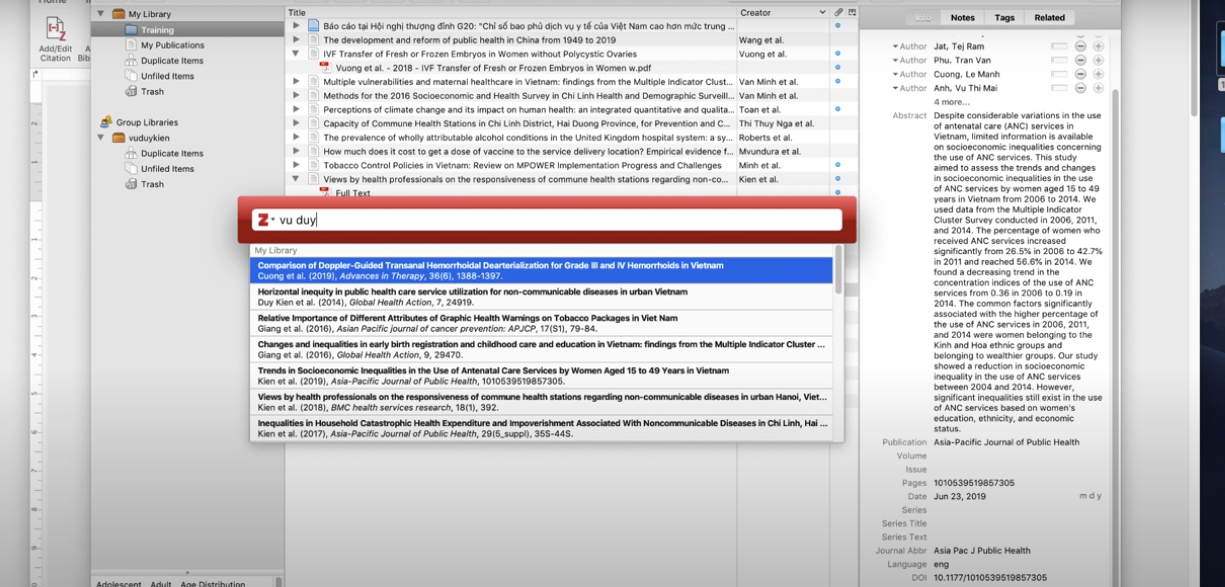 Home
Add/Edit
Citation
My Library
Training
My Publications
Duplicate Items
Unfiled Items
Trash
Group Libraries
vuduykien
Duplicate Items
Unfiled Items
Trash
Adolescent Adult Age Distribution
Title Creator
Báo cáo tại Hội nghị thượng đỉnh G20: "Chỉ số bao phủ dịch vụ y tế của Việt Nam cao hơn mức trung ...
The development and reform of public health in China from 1949 to 2019 Wang et al.
IVF Transfer of Fresh or Frozen Embryos in Women without Polycystic Ovaries Vuong et al.
Vuong et al. - 2018 - IVF Transfer of Fresh or Frozen Embryos in Women w.pdf
Multiple vulnerabilities and maternal healthcare in Vietnam: findings from the Multiple Indicator Clust... Van Minh et al.
Methods for the 2016 Socioeconomic and Health Survey in Chi Linh Health and Demographic Surveill... Van Minh et al.
Perceptions of climate change and its impact on human health: an integrated quantitative and qualita... Toan et al.
Capacity of Commune Health Stations in Chi Linh District, Hai Duong Province, for Prevention and C... Thi Thuy Nga et al.
The prevalence of wholly attributable alcohol conditions in the United Kingdom hospital system: a sy... Roberts et al.
How much does it cost to get a dose of vaccine to the service delivery location? Empirical evidence f... Mvundura et al.
Tobacco Control Policies in Vietnam: Review on MPOWER Implementation Progress and Challenges Minh et al.
Views by health professionals on the responsiveness of commune health stations regarding non-co... Kien et al.
Full Text
Z vu duy
My Library
Comparison of Doppler-Guided Transanal Hemorrhoidal Dearterialization for Grade III and IV Hemorrhoids in Vietnam
Cuong et al. (2019), Advances in Therapy, 36(6), 1388-1397.
Horizontal inequity in public health care service utilization for non-communicable diseases in urban Vietnam
Duy Kien et al. (2014), Global Health Action, 7, 24919.
Relative Importance of Different Attributes of Graphic Health Warnings on Tobacco Packages in Viet Nam
Giang et al. (2016), Asian Pacific journal of cancer prevention: APJCP, 17(S1), 79-84.
Changes and inequalities in early birth registration and childhood care and education in Vietnam: findings from the Multiple Indicator Cluster ...
Giang et al. (2016), Global Health Action, 9, 29470.
Trends in Socioeconomic Inequalities in the Use of Antenatal Care Services by Women Aged 15 to 49 Years in Vietnam
Kien et al. (2019), Asia-Pacific Journal of Public Health, 1010539519857305.
Views by health professionals on the responsiveness of commune health stations regarding non-communicable diseases in urban Hanoi, Viet...
Kien et al. (2018), BMC health services research, 18(1), 392.
Inequalities in Household Catastrophic Health Expenditure and Impoverishment Associated With Noncommunicable Diseases in Chi Linh, Hai ...
Kien et al. (2017), Asia-Pacific Journal of Public Health, 29(5_suppl), 35S-44S.
Info Notes Tags Related
Author Jat, Tej Ram
Author Phu, Tran Van
Author Cuong, Le Manh
Author Anh, Vu Thi Mai
4 more...
Abstract Despite considerable variations in the use
of antenatal care (ANC) services in
Vietnam, limited information is available
on socioeconomic inequalities concerning
the use of ANC services. This study
aimed to assess the trends and changes
in socioeconomic inequalities in the use
of ANC services by women aged 15 to 49
years in Vietnam from 2006 to 2014. We
used data from the Multiple Indicator
Cluster Survey conducted in 2006, 2011,
and 2014. The percentage of women who
received ANC services increased
significantly from 26.5% in 2006 to 42.7%
in 2011 and reached 56.6% in 2014. We
found a decreasing trend in the
concentration indices of the use of ANC
services from 0.36 in 2006 to 0.19 in
2014. The common factors significantly
associated with the higher percentage of
the use of ANC services in 2006, 2011,
and 2014 were women belonging to the
Kinh and Hoa ethnic groups and
belonging to wealthier groups. Our study
showed a reduction in socioeconomic
inequality in the use of ANC services
between 2004 and 2014. However,
significant inequalities still exist in the use
of ANC services based on women's
education, ethnicity, and economic
status.
Publication Asia-Pacific Journal of Public Health
Volume
Issue
Pages 1010539519857305
Date Jun 23, 2019 m d y
Series
Series Title
Series Text
Journal Abbr Asia Pac J Public Health
Language eng
DOI 10.1177/1010539519857305